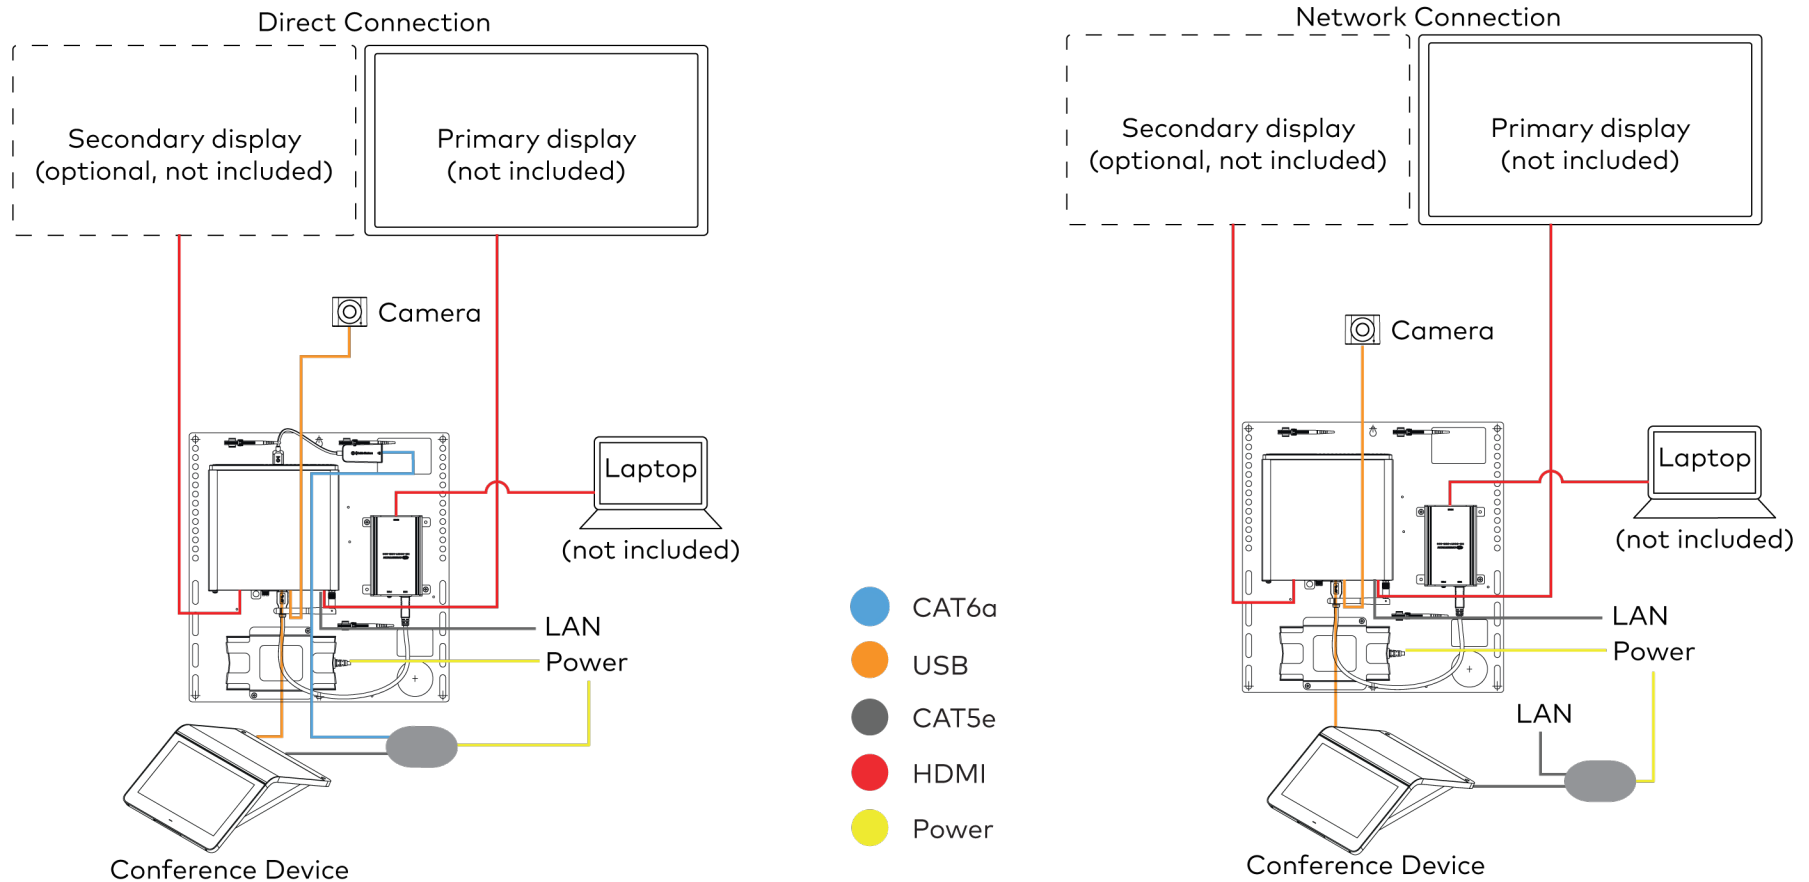 Direct Connection
Secondary display
(optional, not included)
Primary display
(not included)
Camera
Laptop
(not included)
LAN
Power
Conference Device
CAT6a
USB
CAT5e
HDMI
Power
Network Connection
Secondary display
(optional, not included)
Primary display
(not included)
Camera
Laptop
(not included)
LAN
Power
LAN
Conference Device